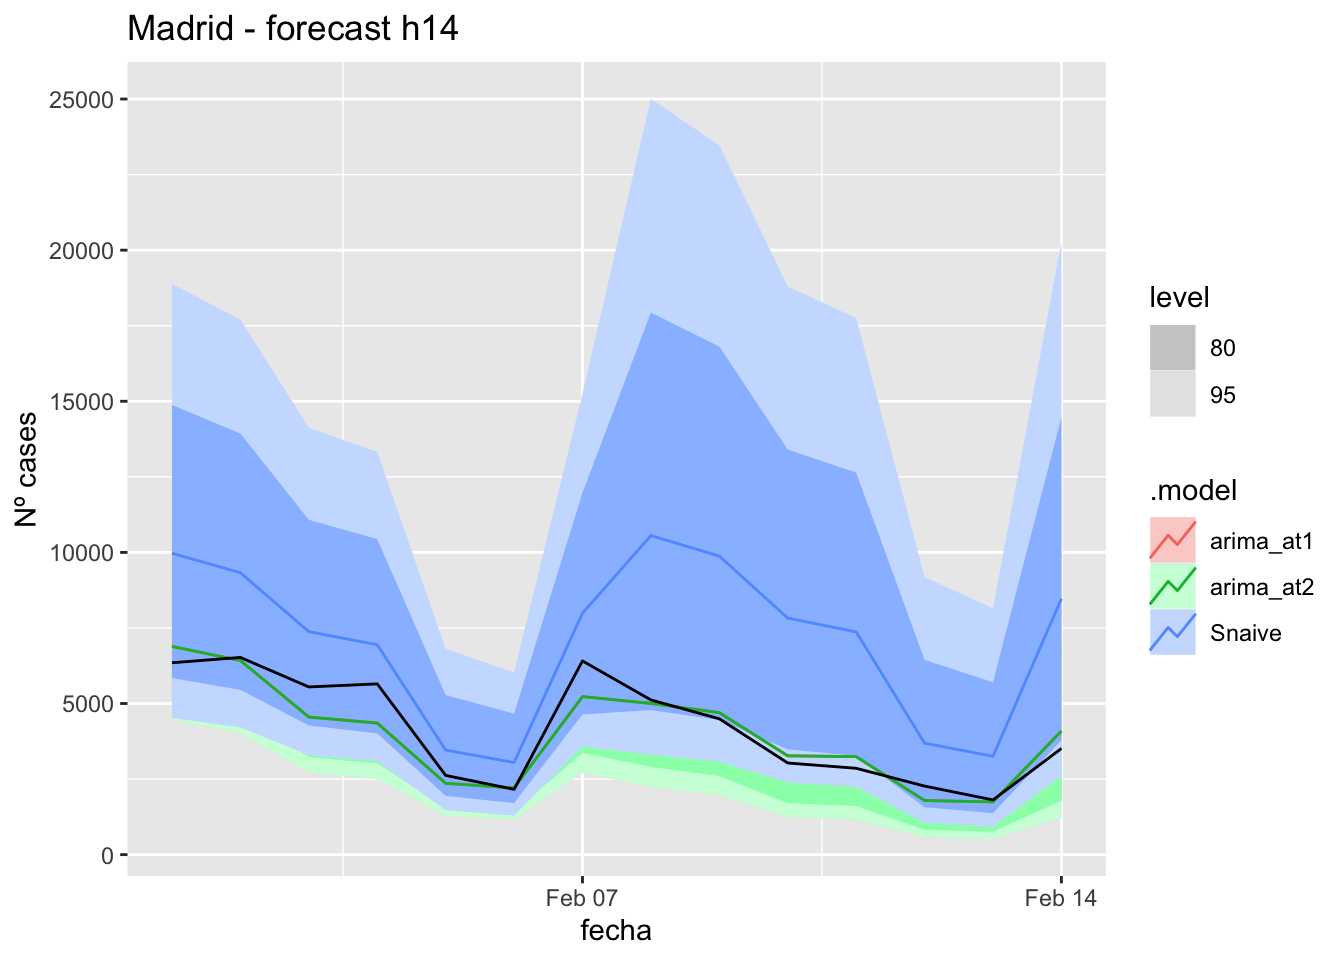 Madrid - forecast h14
25000
20000
15000
10000
5000
0
Nº cases
Feb 07
Feb 14
fecha
level
80
95
.model
arima_at1
arima_at2
Snaive